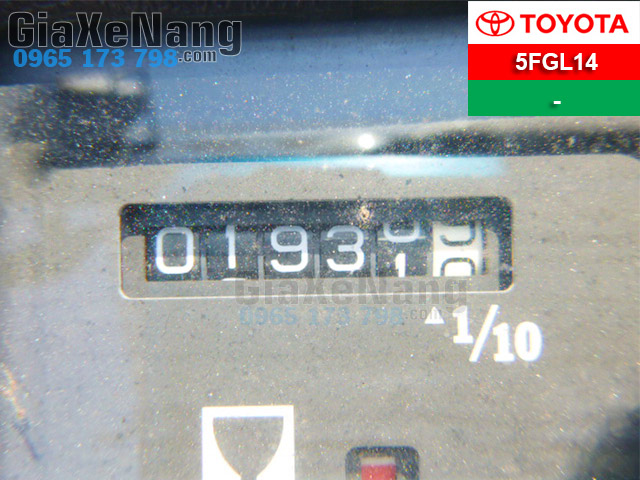 GiaXeNang
.com
0965 173 798
TOYOTA
5FGL14
-
0193
GiaXeNang
0965 173 798
1/10